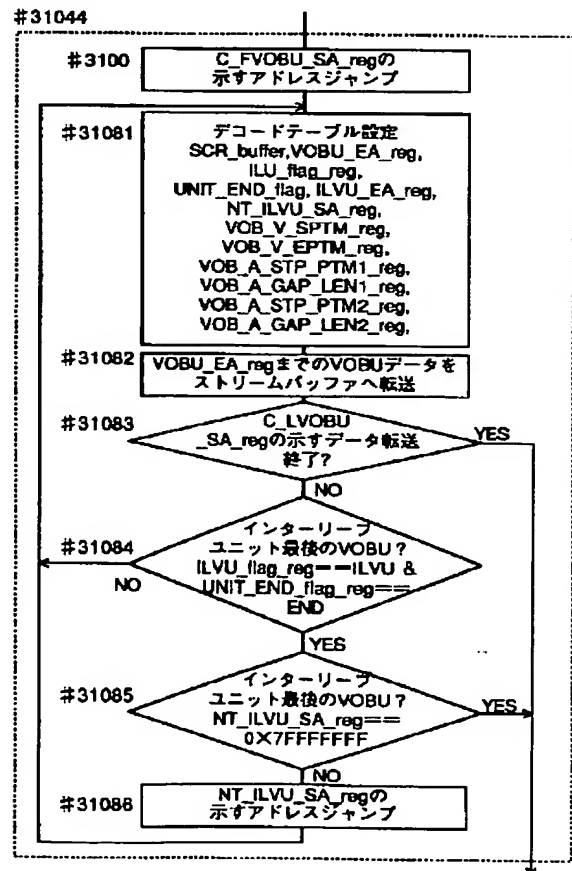 #31044
#3100
C_FVOBU_SA_regの
示すアドレスジャンプ
#31081
デコードテーブル設定
SCR_buffer,VOBU_EA_reg,
ILU_flag_reg,
UNIT_END_flag, ILVU_EA_reg,
NT_ILVU_SA_reg,
VOB_V_SPTM_reg,
VOB_V_EPTM_reg,
VOB_A_STP_PTM1_reg,
VOB_A_GAP_LEN1_reg,
VOB_A_STP_PTM2_reg,
VOB_A_GAP_LEN2_reg,
#31082
VOBU_EA_regまでのVOBUデータを
ストリームバッファへ転送
#31083
C_LVOBU
_SA_regの示すデータ転送
終了?
YES
NO
#31084
インターリーブ
ユニット最後のVOBU?
ILVU_flag_reg==ILVU &
UNIT_END_flag_reg==
END
NO
YES
#31085
インターリーブ
ユニット最後のVOBU?
NT_ILVU_SA_reg==
0X7FFFFFFF
YES
NO
#31086
NT_ILVU_SA_regの
示すアドレスジャンプ